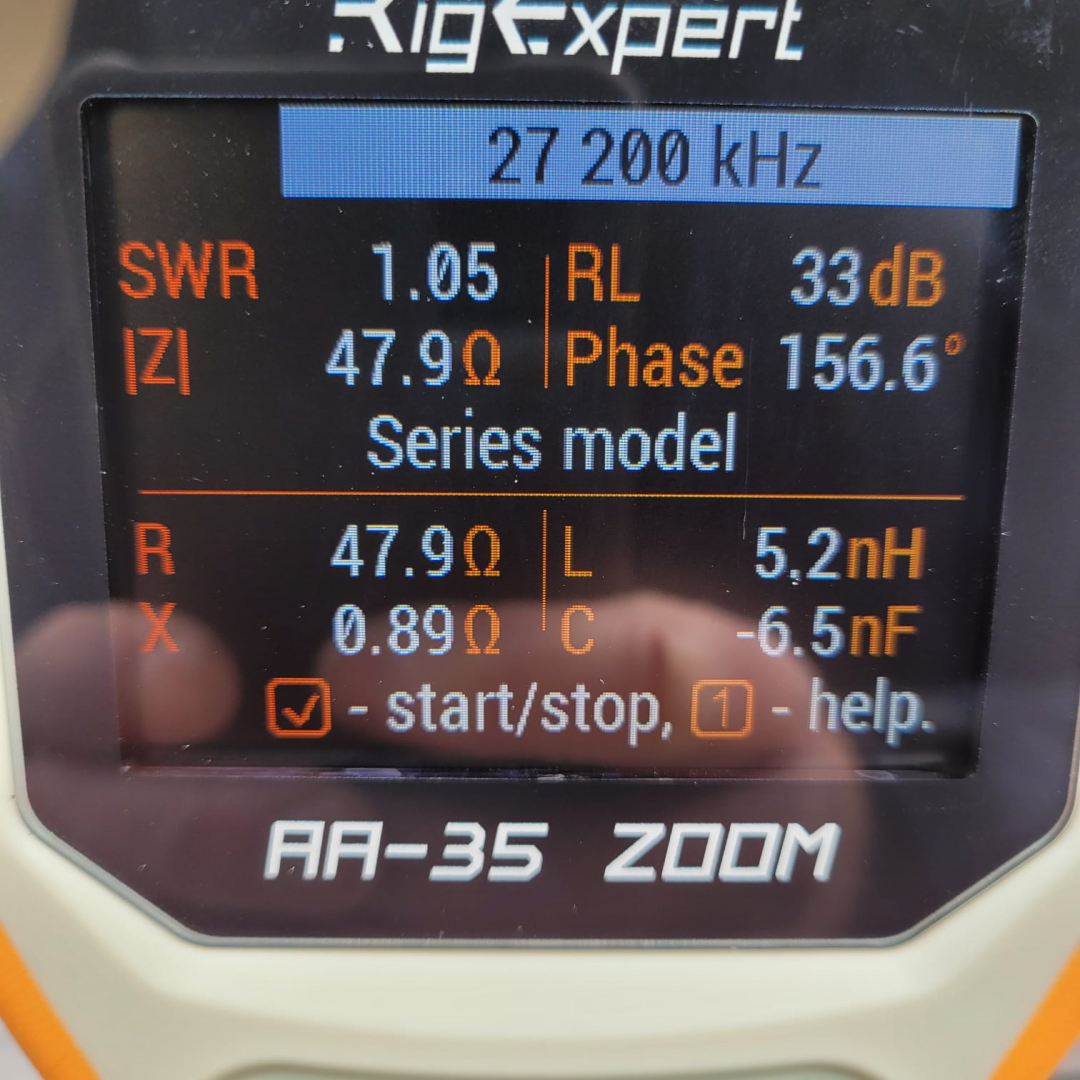 RigExpert
27 200 kHz
SWR 1.05 RL 33dB
|Z| 47.9Ω Phase 156.6°
Series model
R 47.9Ω L 5.2nH
X 0.89Ω C -6.5nF
✓ - start/stop, 1 - help.
AA-35 ZOOM